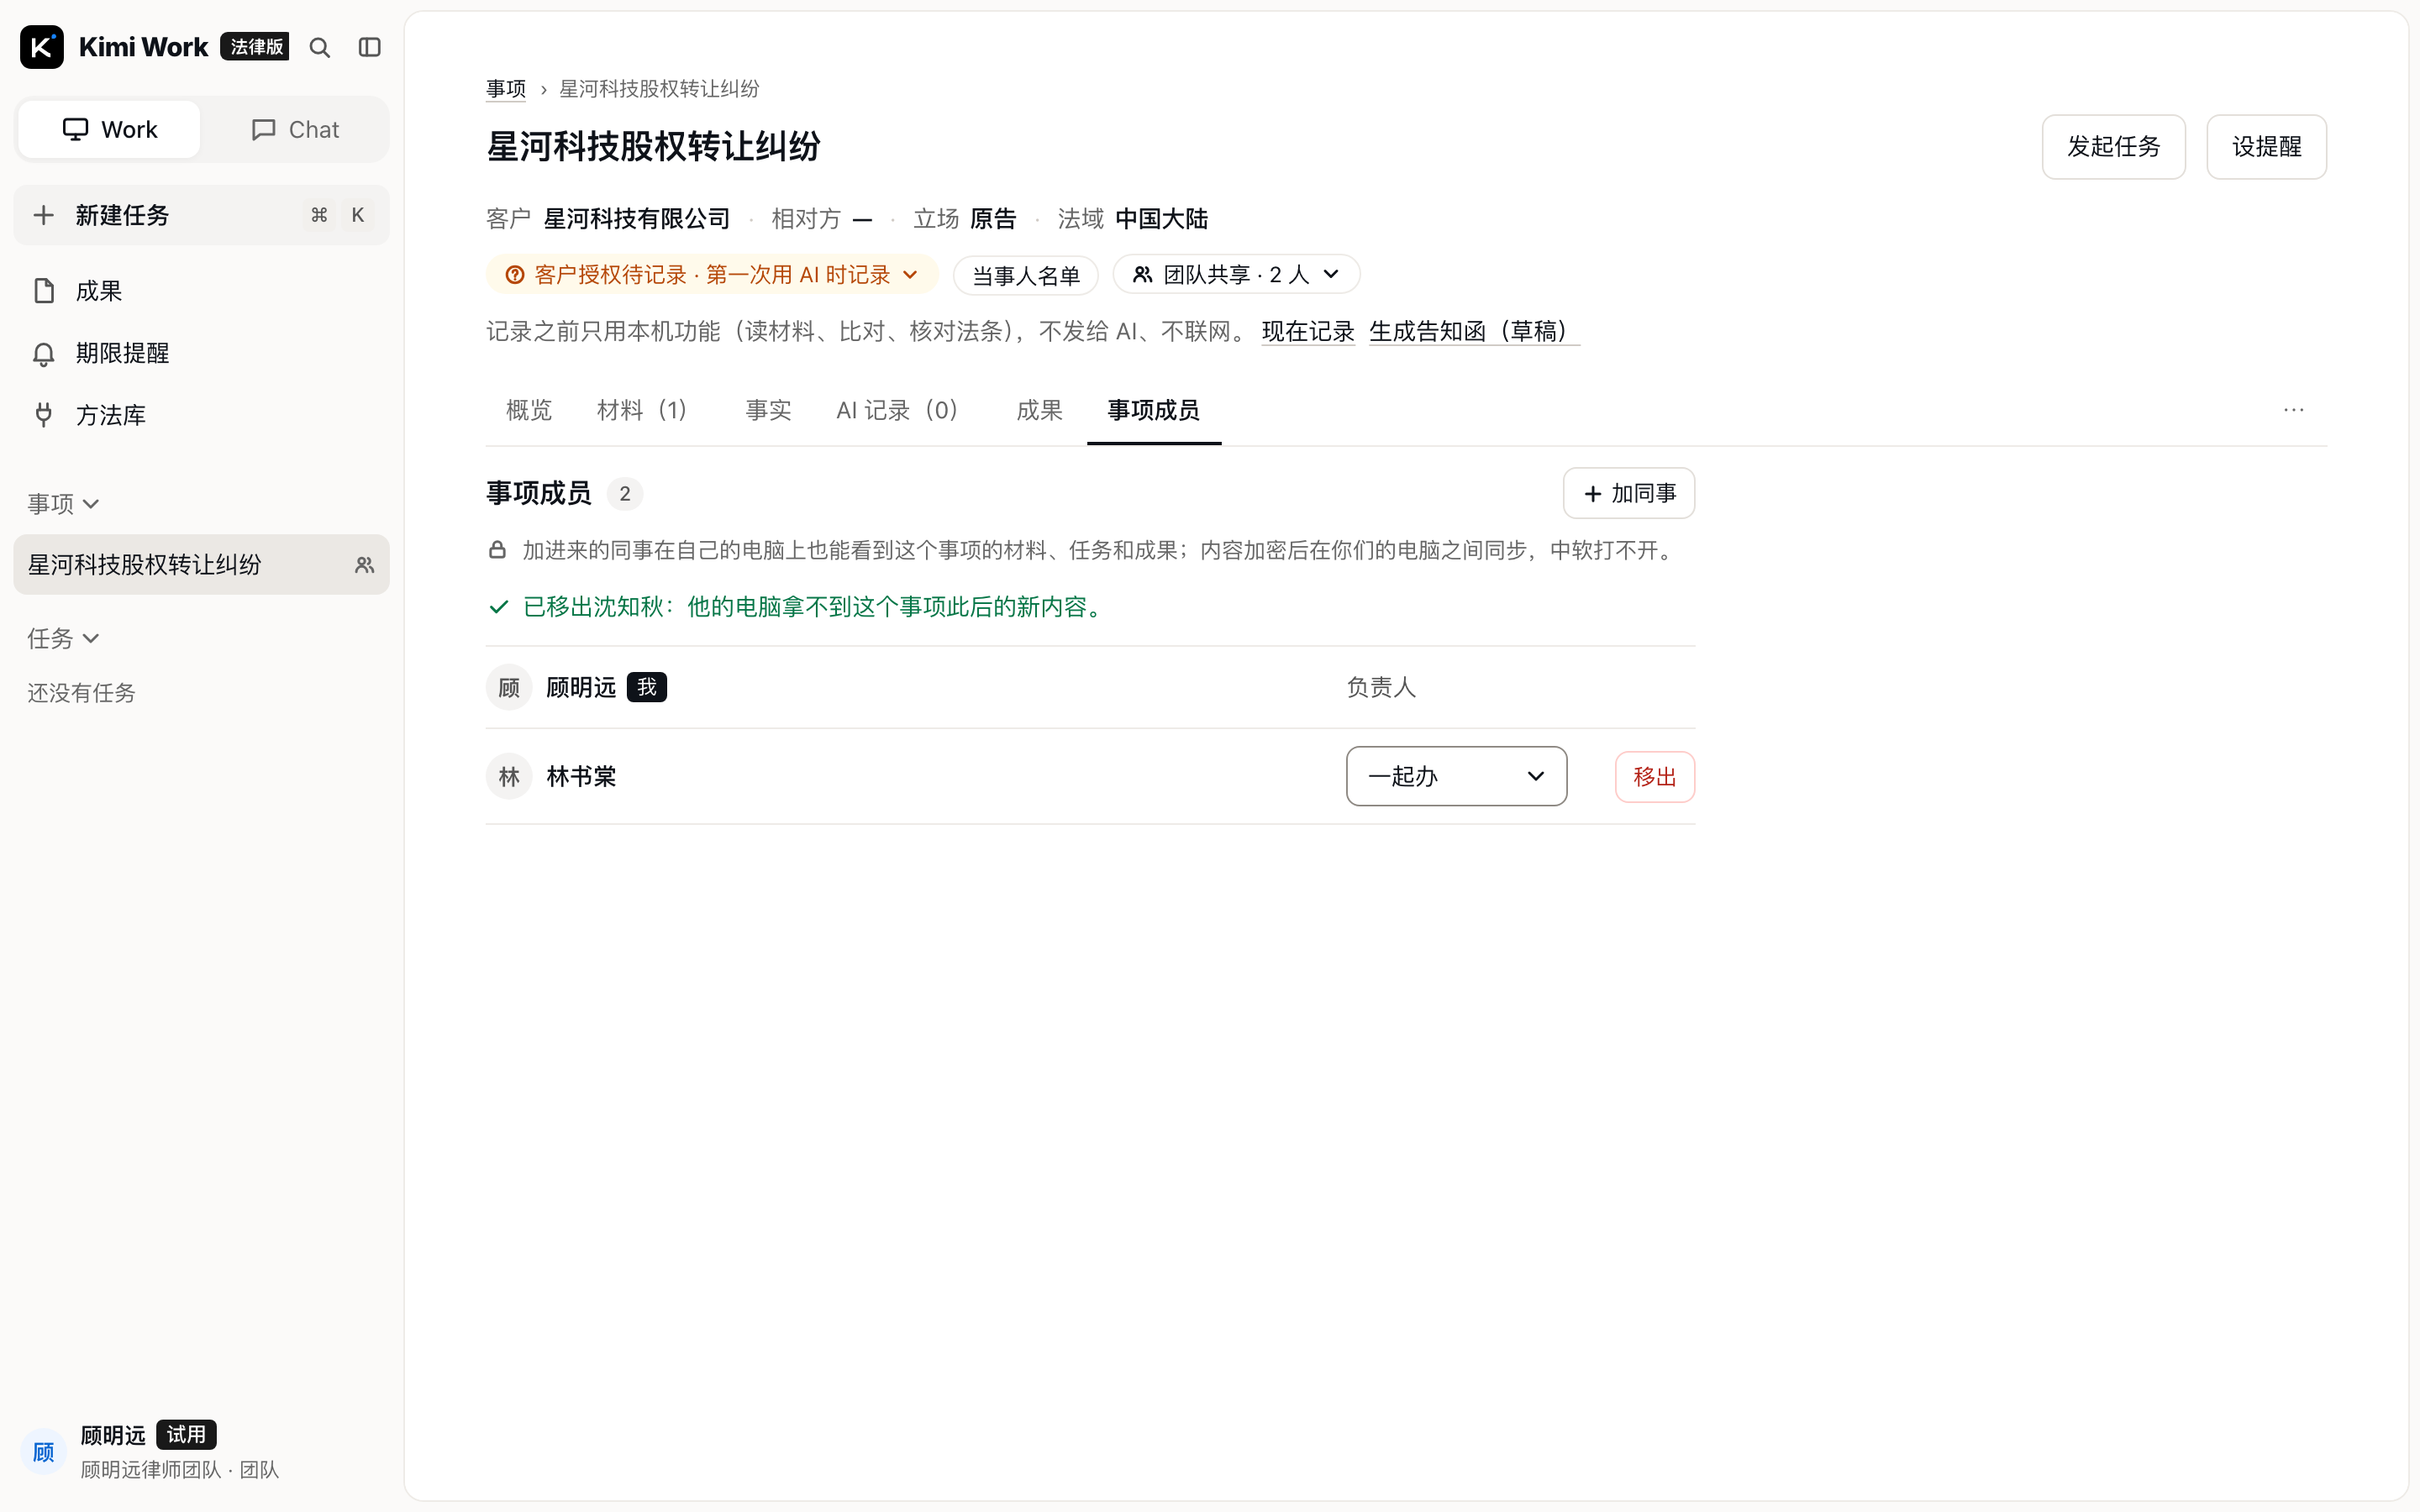 Kimi Work 法律版
Work Chat
新建任务 ⌘ K
成果
期限提醒
方法库
事项
星河科技股权转让纠纷
任务
还没有任务
顾 顾明远 试用
顾明远律师团队 · 团队
事项 › 星河科技股权转让纠纷
星河科技股权转让纠纷
发起任务 设提醒
客户 星河科技有限公司 · 相对方 — · 立场 原告 · 法域 中国大陆
客户授权待记录 · 第一次用 AI 时记录 当事人名单 团队共享 · 2 人
记录之前只用本机功能（读材料、比对、核对法条），不发给 AI、不联网。 现在记录 生成告知函（草稿）
概览 材料（1） 事实 AI 记录（0） 成果 事项成员 ···
事项成员 2 加同事
加进来的同事在自己的电脑上也能看到这个事项的材料、任务和成果；内容加密后在你们的电脑之间同步，中软打不开。
已移出沈知秋：他的电脑拿不到这个事项此后的新内容。
顾 顾明远 我 负责人
林 林书棠 一起办 移出